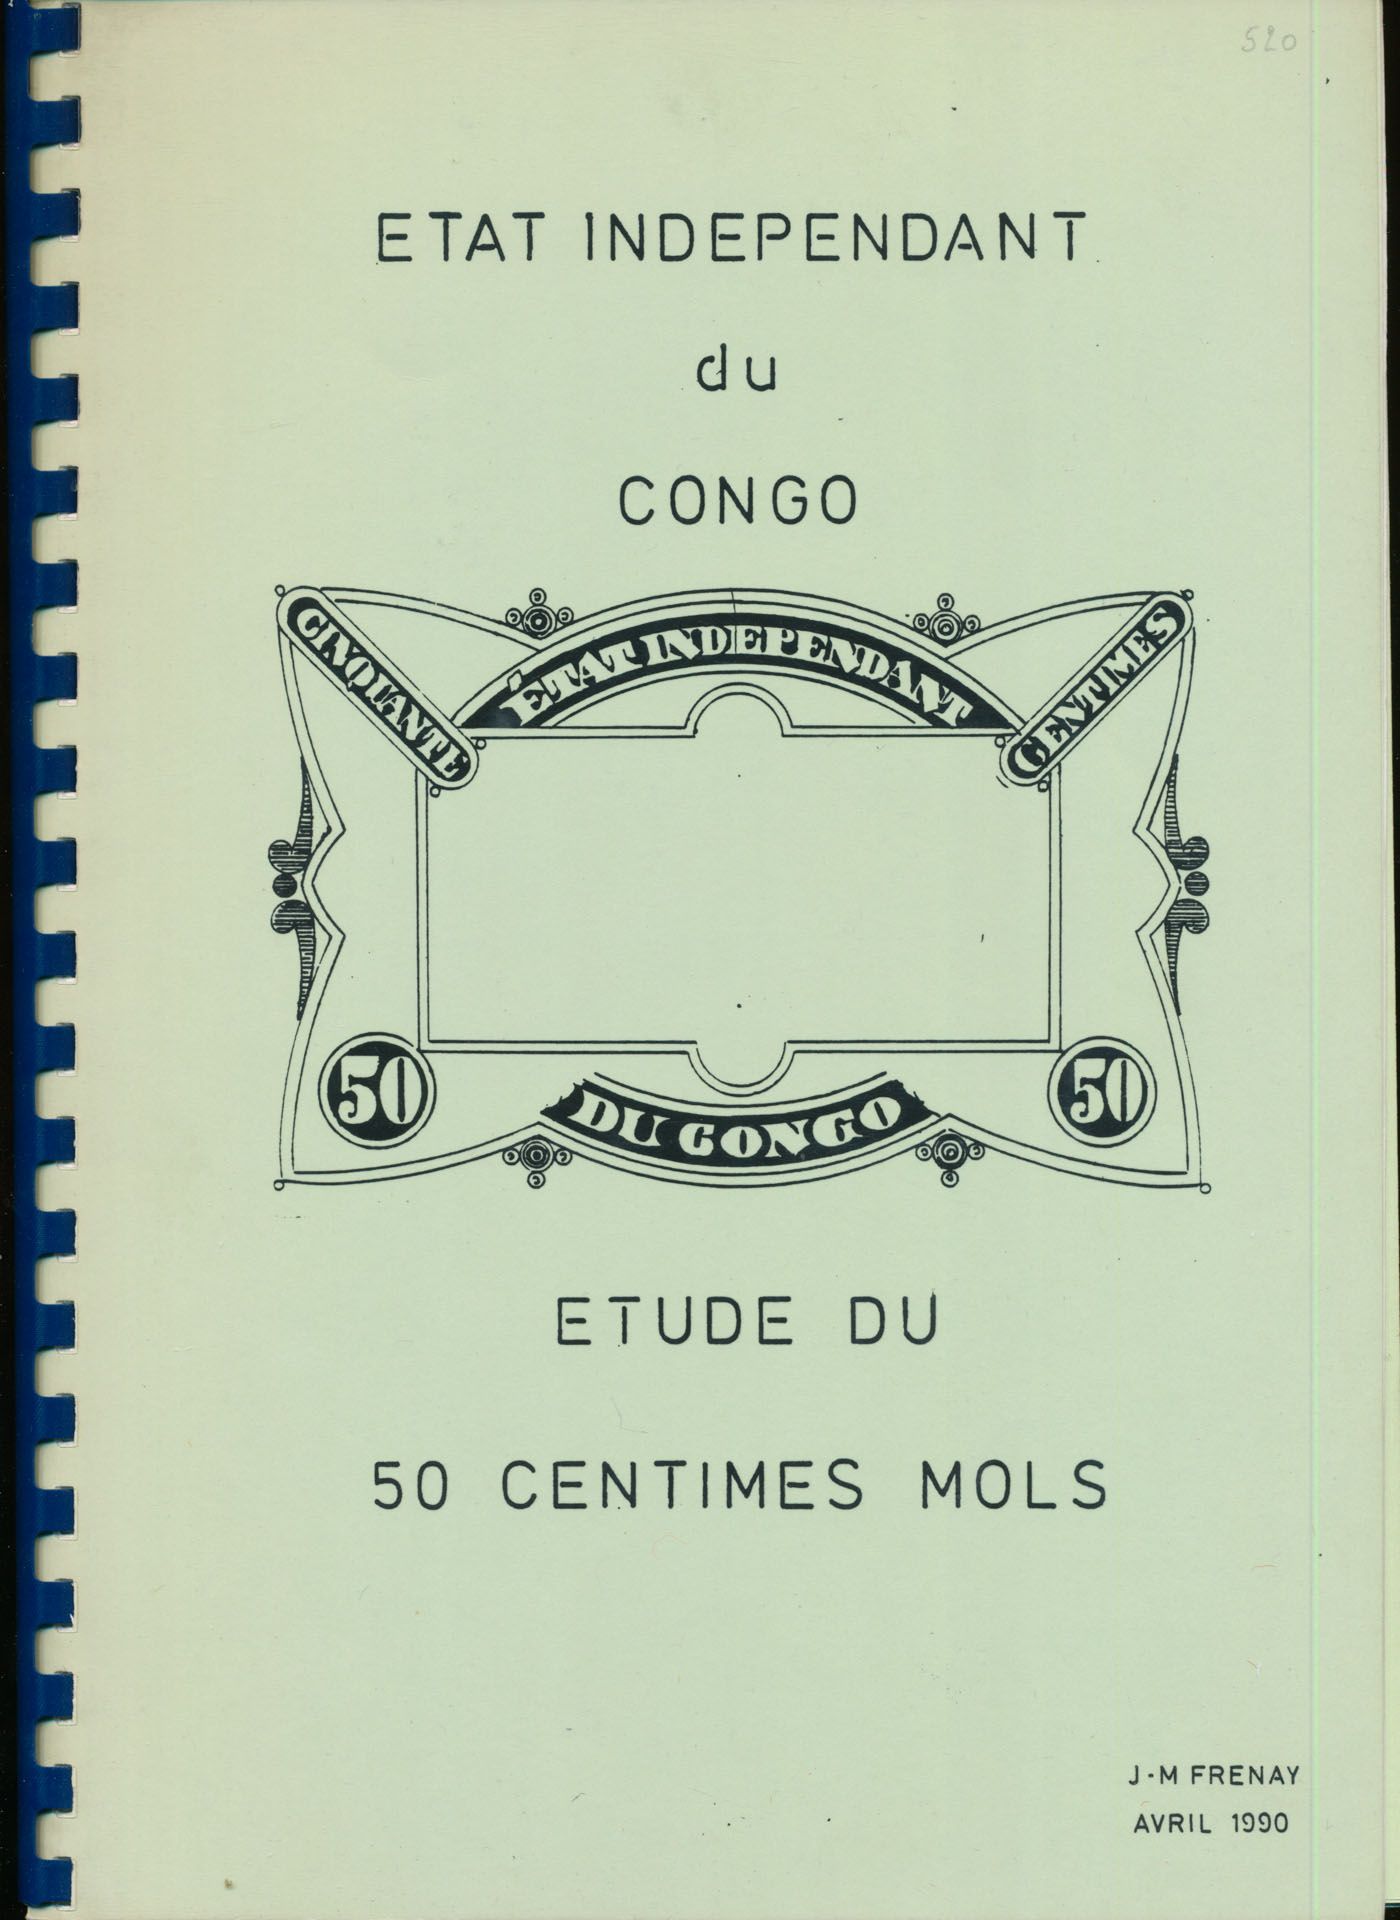 520
ETAT INDEPENDANT
du
CONGO
CINQUANTE
ÉTAT INDEPENDANT
CENTIMES
50
DU CONGO
50
ETUDE DU
50 CENTIMES MOLS
J-M FRENAY
AVRIL 1990